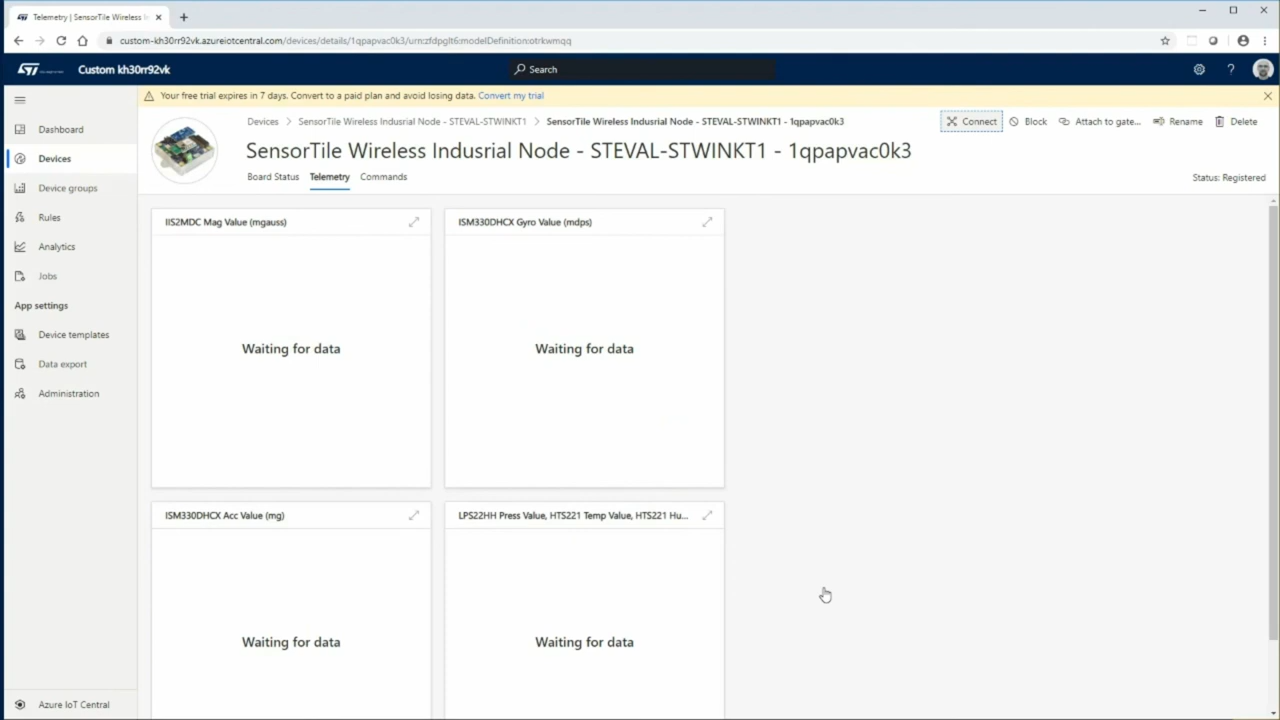 Telemetry | SensorTile Wireless In
custom-kh30rr92vk.azureiotcentral.com/devices/details/1qpapvac0k3/urn:zfdpglt6:modelDefinition:otrkwmqq
Custom kh30rr92vk
Search
?
Your free trial expires in 7 days. Convert to a paid plan and avoid losing data. Convert my trial
Devices > SensorTile Wireless Indusrial Node - STEVAL-STWINKT1 > SensorTile Wireless Indusrial Node - STEVAL-STWINKT1 - 1qpapvac0k3
Connect
Block
Attach to gate...
Rename
Delete
SensorTile Wireless Indusrial Node - STEVAL-STWINKT1 - 1qpapvac0k3
Board Status
Telemetry
Commands
Status: Registered
Dashboard
Devices
Device groups
Rules
Analytics
Jobs
App settings
Device templates
Data export
Administration
Azure IoT Central
IIS2MDC Mag Value (mgauss)
Waiting for data
ISM330DHCX Gyro Value (mdps)
Waiting for data
ISM330DHCX Acc Value (mg)
Waiting for data
LPS22HH Press Value, HTS221 Temp Value, HTS221 Hu...
Waiting for data